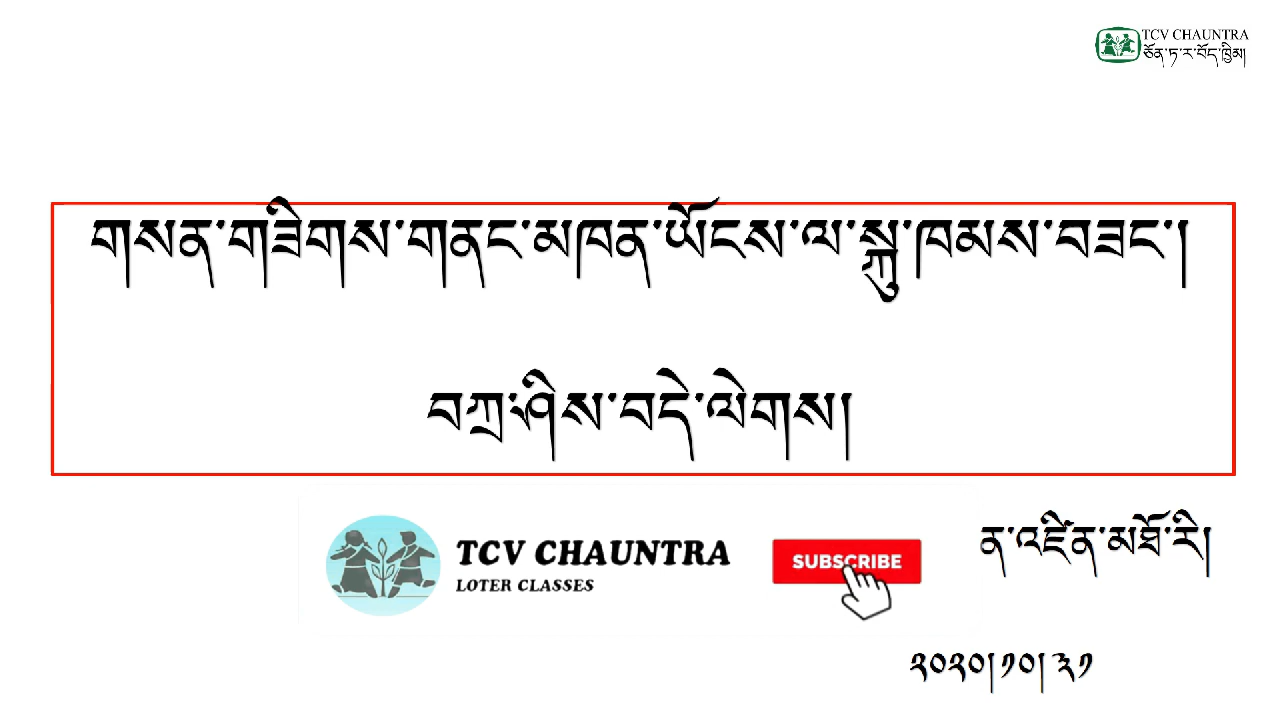 TCV CHAUNTRA
ཅོན་ཏ་ར་བོད་ཁྱིམ།
གསན་གཟིགས་གནང་མཁན་ཡོངས་ལ་སྐུ་ཁམས་བཟང་།
བཀྲ་ཤིས་བདེ་ལེགས།
TCV CHAUNTRA
LOTER CLASSES
SUBSCRIBE
ན་འཛིན་མཐོ་རི།
༢༠༢༠།༡༠།༣༡